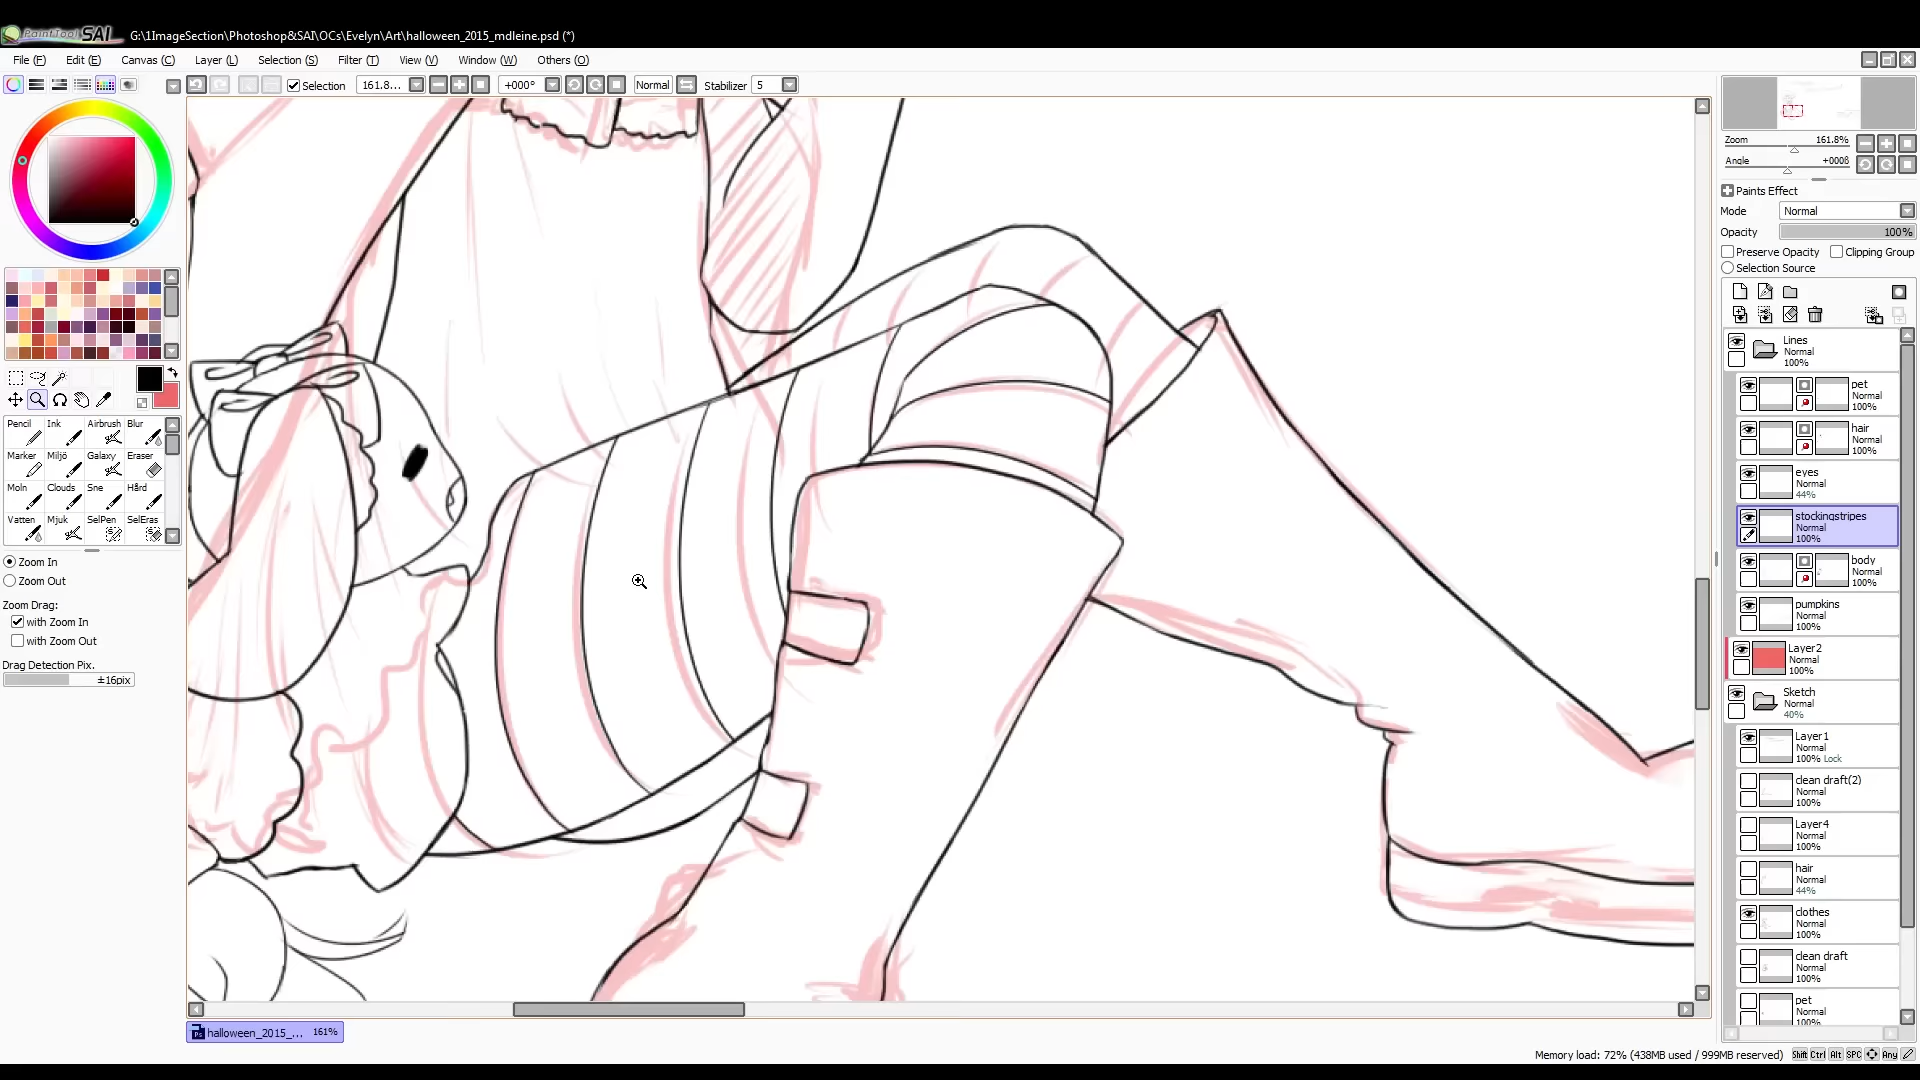 PaintTool SAI G:\1ImageSection\Photoshop&SAI\OCs\Evelyn\Art\halloween_2015_mdleine.psd (*)
File (F) Edit (E) Canvas (C) Layer (L) Selection (S) Filter (T) View (V) Window (W) Others (O)
Selection 161.8... +000° Normal Stabilizer 5
Zoom 161.8%
Angle +000δ
Paints Effect
Mode Normal
Opacity 100%
Preserve Opacity Clipping Group
Selection Source
Pencil Ink Airbrush Blur
Marker Miljö Galaxy Eraser
Moln Clouds Sne Hård
Vatten Mjuk SelPen SelEras
Zoom In
Zoom Out
Zoom Drag:
with Zoom In
with Zoom Out
Drag Detection Pix.
±16pix
Lines
Normal
100%
pet
Normal
100%
hair
Normal
100%
eyes
Normal
44%
stockingstripes
Normal
100%
body
Normal
100%
pumpkins
Normal
100%
Layer2
Normal
100%
Sketch
Normal
40%
Layer1
Normal
100% Lock
clean draft(2)
Normal
100%
Layer4
Normal
100%
hair
Normal
44%
clothes
Normal
100%
clean draft
Normal
100%
pet
Normal
100%
halloween_2015_... 161%
Memory load: 72% (438MB used / 999MB reserved) Shift Ctrl Alt SPC Any